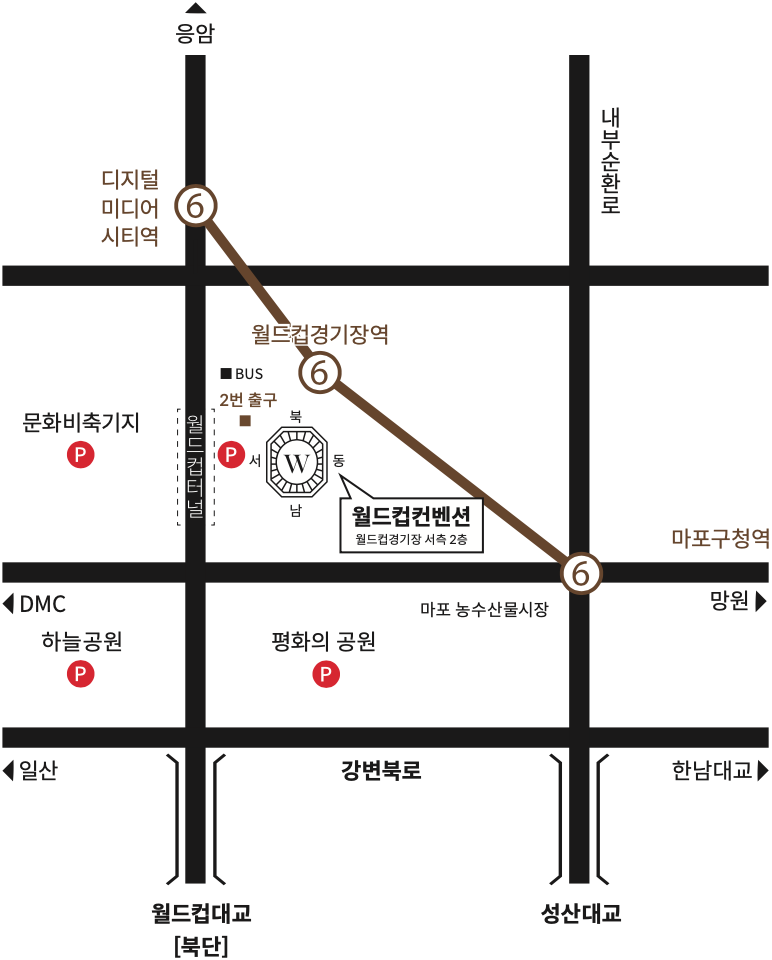 응암
내부순환로
디지털
미디어
시티역
6
월드컵경기장역
6
BUS
2번 출구
문화비축기지
P
월드컵터널
P
북
서
W
동
남
월드컵컨벤션
월드컵경기장 서측 2층
마포구청역
6
DMC
망원
마포 농수산물시장
하늘공원
P
평화의 공원
P
일산
강변북로
한남대교
월드컵대교
[북단]
성산대교